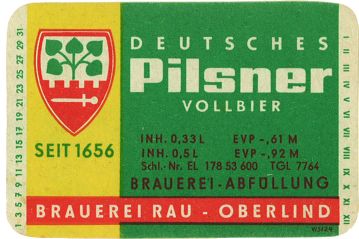 DEUTSCHES
Pilsner
VOLLBIER
SEIT 1656
INH. 0,33 L EVP -,61 M
INH. 0,5 L EVP -,92 M
Schl.-Nr. EL 178 53 600 TGL 7764
BRAUEREI-ABFÜLLUNG
BRAUEREI RAU - OBERLIND
1 3 5 7 9 11 13 15 17 19 21 23 25 27 29 31
I II III IV V VI VII VIII IX X XI XII